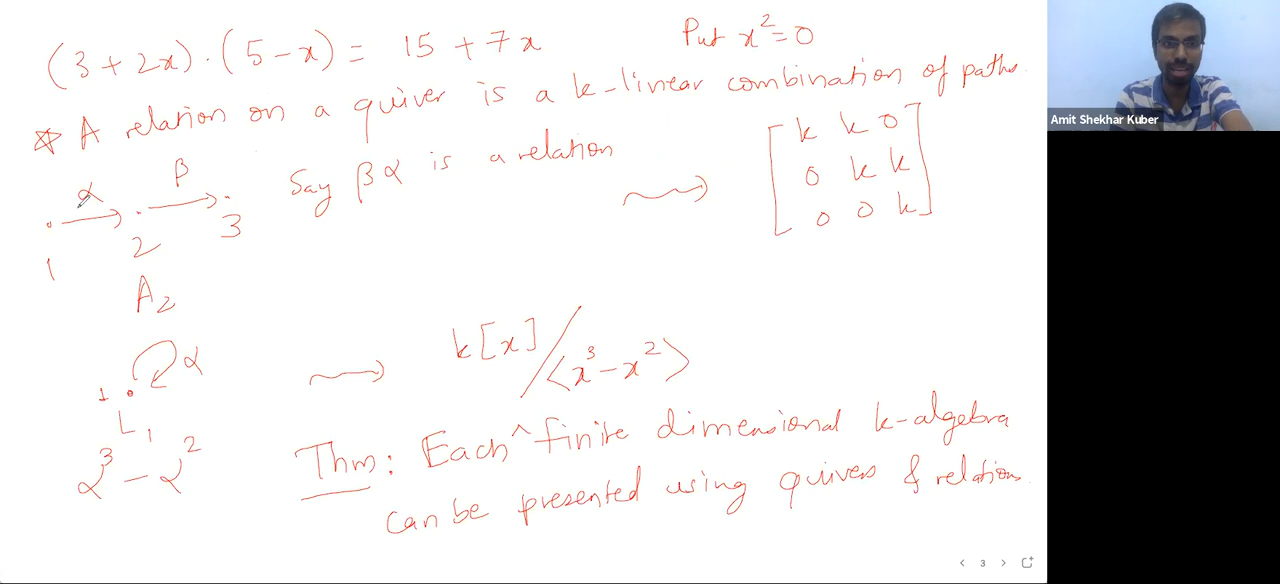 (3 + 2x) · (5 - x) = 15 + 7x Put x² = 0
* A relation on a quiver is a k-linear combination of paths.
Amit Shekhar Kuber
α β Say βα is a relation ⇝ [ k k 0
0 k k
0 0 k ]
1 2 3
A₂
1 α ⇝ k[x] / <x³ - x²>
L₁
α³ - α² Thm: Each ^ finite dimensional k-algebra
can be presented using quivers & relations.
< 3 >